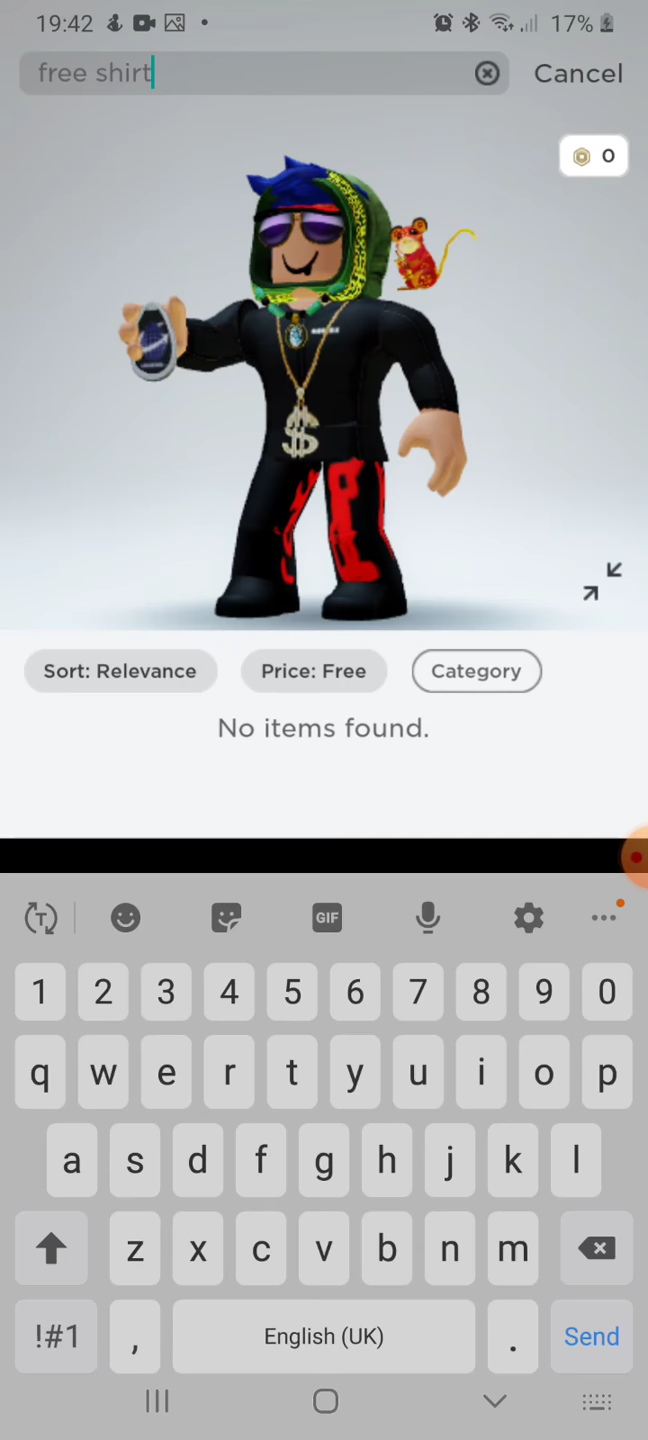 19:42
17%
free shirt
Cancel
0
Sort: Relevance
Price: Free
Category
No items found.
T
GIF
1 2 3 4 5 6 7 8 9 0
q w e r t y u i o p
a s d f g h j k l
z x c v b n m
!#1 , English (UK) . Send